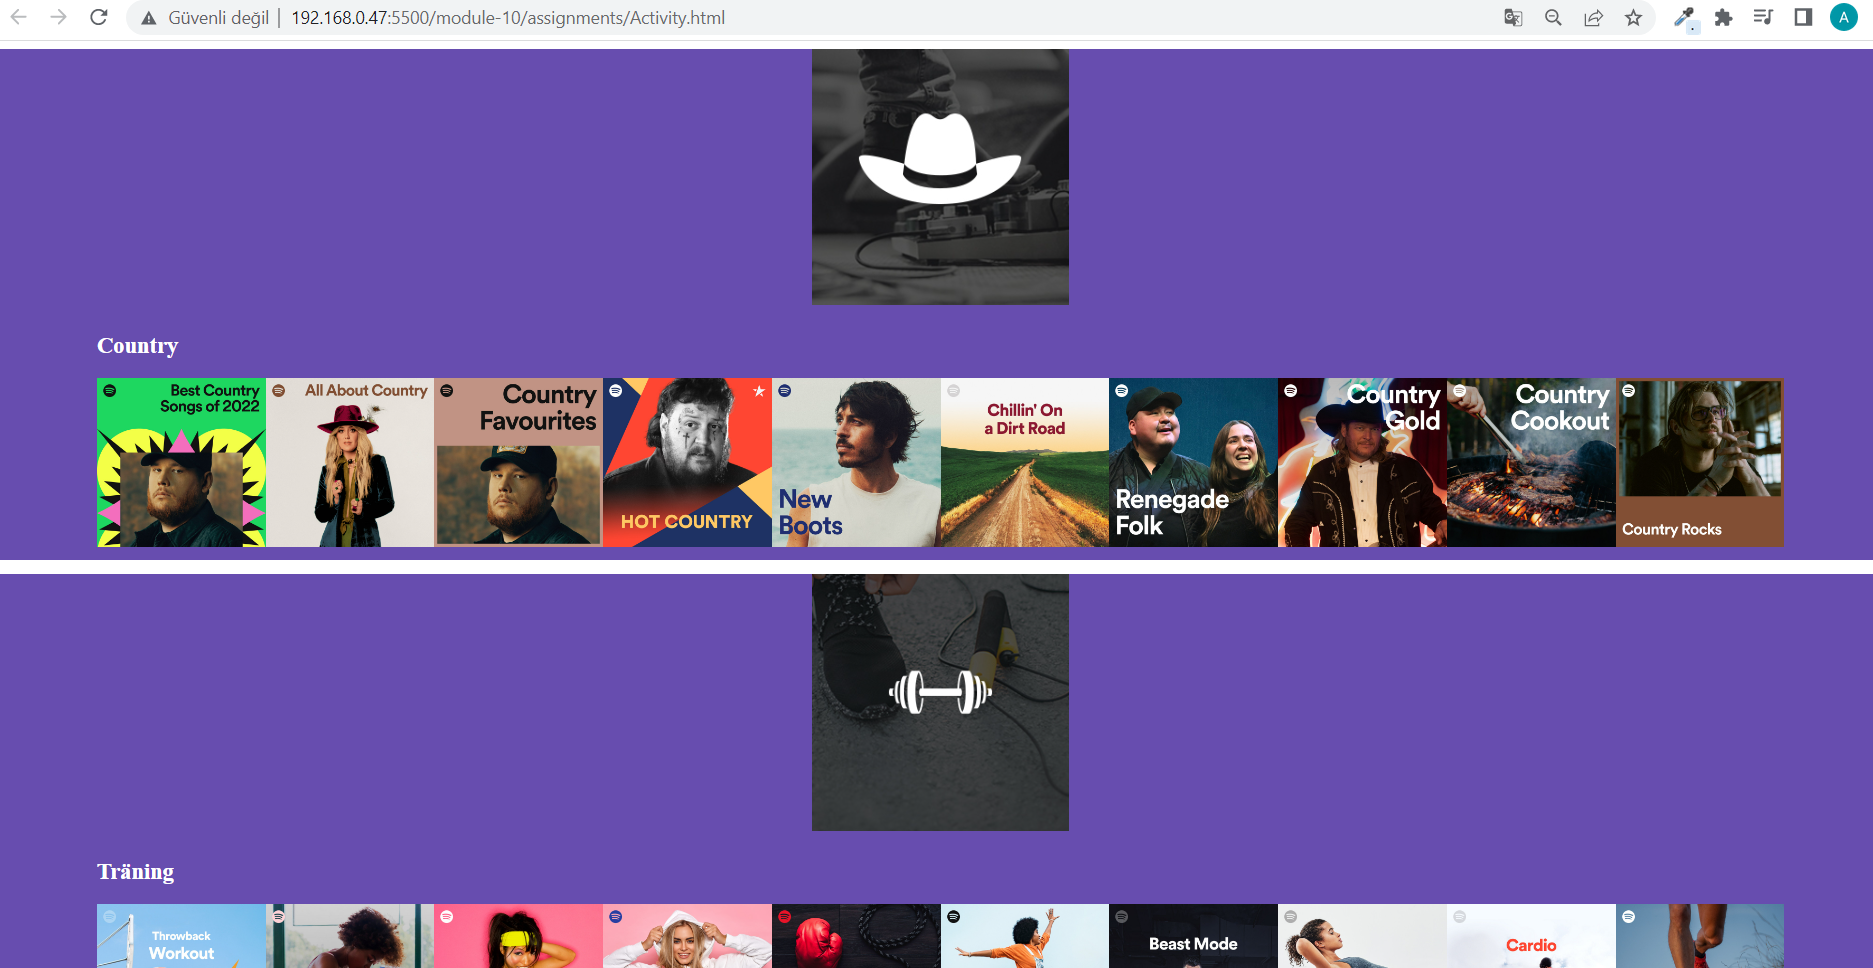 Güvenli değil
192.168.0.47:5500/module-10/assignments/Activity.html
A
Country
Best Country
Songs of 2022
All About Country
Country
Favourites
HOT COUNTRY
New
Boots
Chillin' On
a Dirt Road
Renegade
Folk
Country
Gold
Country
Cookout
Country Rocks
Träning
Throwback
Workout
Beast Mode
Cardio